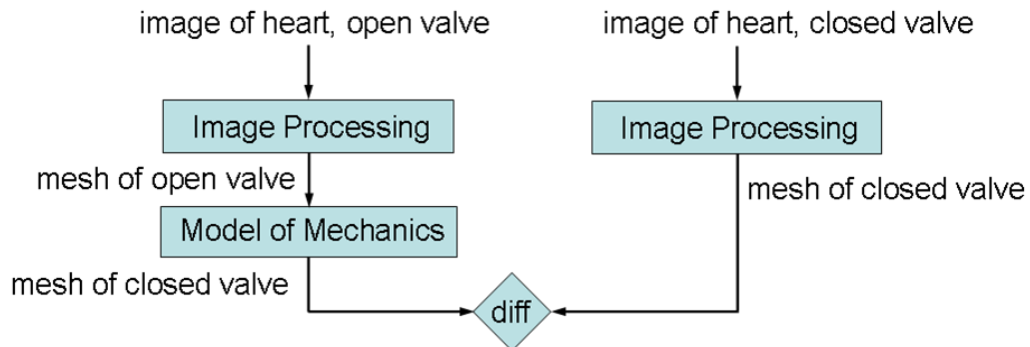 image of heart, open valve
image of heart, closed valve
Image Processing
Image Processing
mesh of open valve
mesh of closed valve
Model of Mechanics
mesh of closed valve
diff